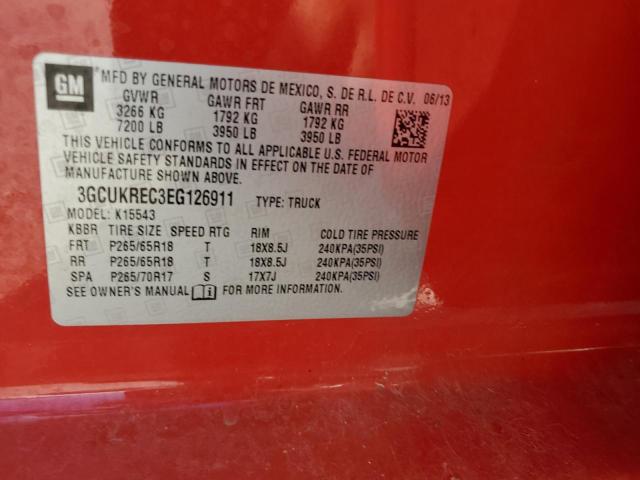 GM
MFD BY GENERAL MOTORS DE MEXICO, S. DE R.L. DE C.V. 06/13
GVWR GAWR FRT GAWR RR
3266 KG 1792 KG 1792 KG
7200 LB 3950 LB 3950 LB
THIS VEHICLE CONFORMS TO ALL APPLICABLE U.S. FEDERAL MOTOR
VEHICLE SAFETY STANDARDS IN EFFECT ON THE DATE OF
MANUFACTURE SHOWN ABOVE.
3GCUKREC3EG126911 TYPE: TRUCK
MODEL: K15543
KBBR TIRE SIZE SPEED RTG RIM COLD TIRE PRESSURE
FRT P265/65R18 T 18X8.5J 240KPA(35PSI)
RR P265/65R18 T 18X8.5J 240KPA(35PSI)
SPA P265/70R17 S 17X7J 240KPA(35PSI)
SEE OWNER'S MANUAL FOR MORE INFORMATION.